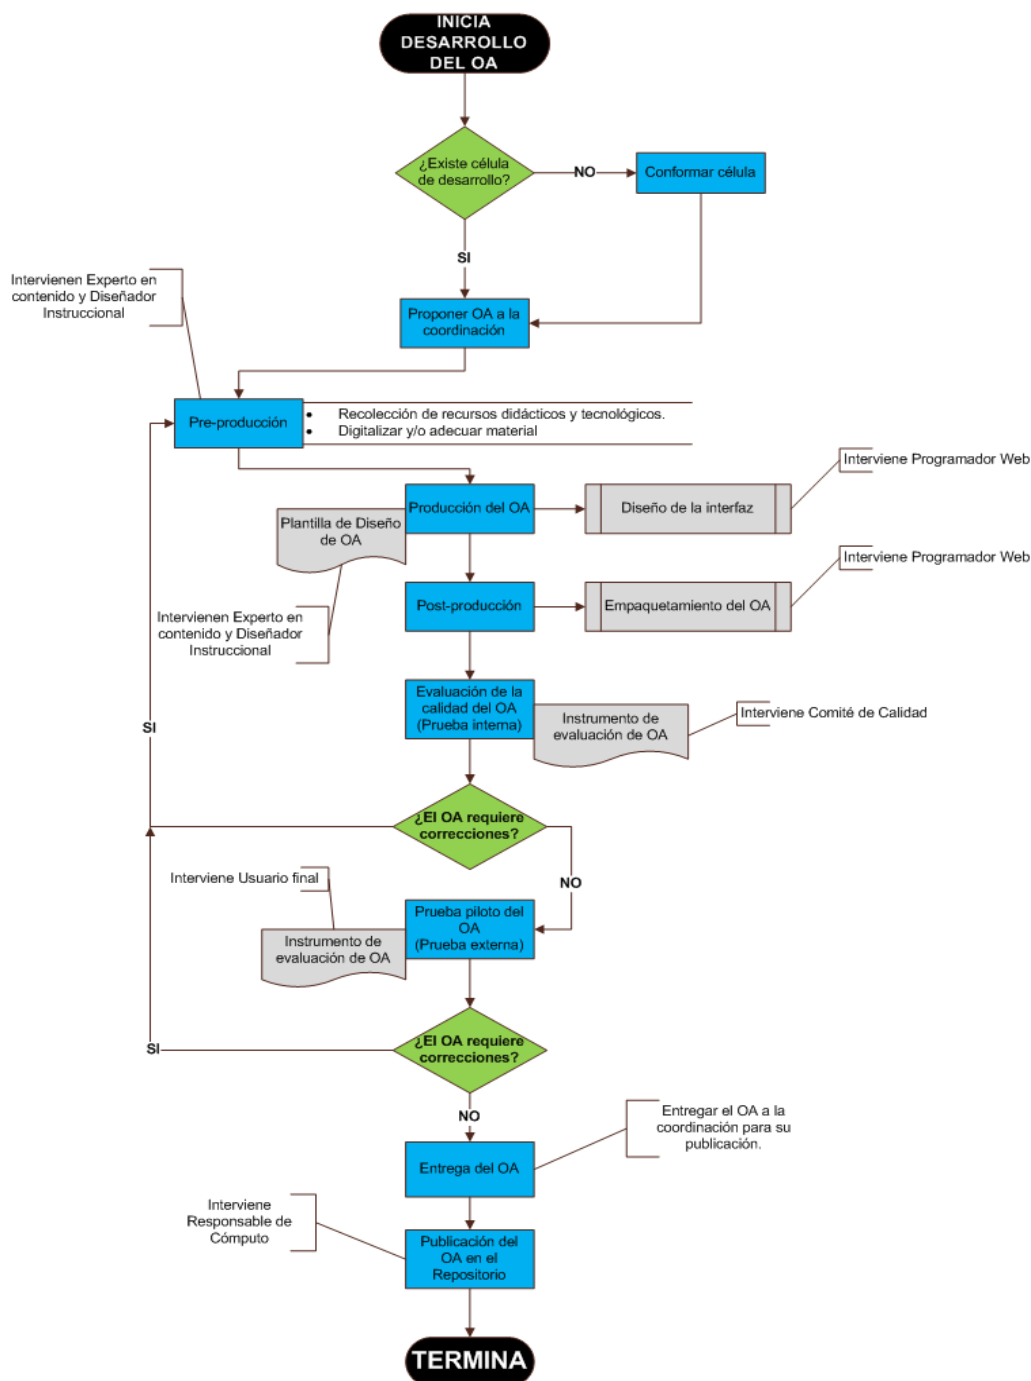 INICIA
DESARROLLO
DEL OA
¿Existe célula
de desarrollo?
NO
Conformar célula
SI
Intervienen Experto en
contenido y Diseñador
Instruccional
Proponer OA a la
coordinación
Pre-producción
• Recolección de recursos didácticos y tecnológicos.
• Digitalizar y/o adecuar material
Interviene Programador Web
Producción del OA
Diseño de la interfaz
Plantilla de Diseño
de OA
Interviene Programador Web
Post-producción
Empaquetamiento del OA
Intervienen Experto en
contenido y Diseñador
Instruccional
Evaluación de la
calidad del OA
(Prueba interna)
Instrumento de
evaluación de OA
Interviene Comité de Calidad
SI
¿El OA requiere
correcciones?
NO
Interviene Usuario final
Prueba piloto del
OA
(Prueba externa)
Instrumento de
evaluación de OA
¿El OA requiere
correcciones?
SI
NO
Entregar el OA a la
coordinación para su
publicación.
Entrega del OA
Interviene
Responsable de
Cómputo
Publicación del
OA en el
Repositorio
TERMINA